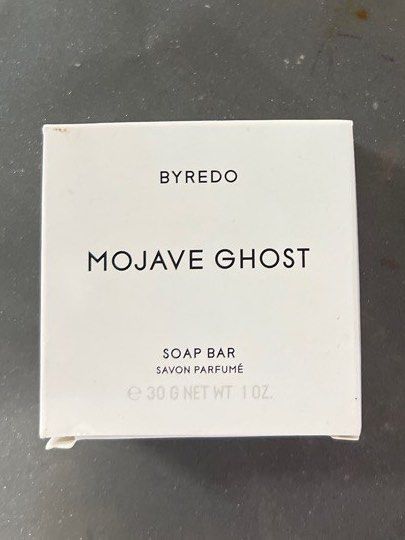 BYREDO
MOJAVE GHOST
SOAP BAR
SAVON PARFUMÉ
℮ 30 G NET WT 1 OZ.